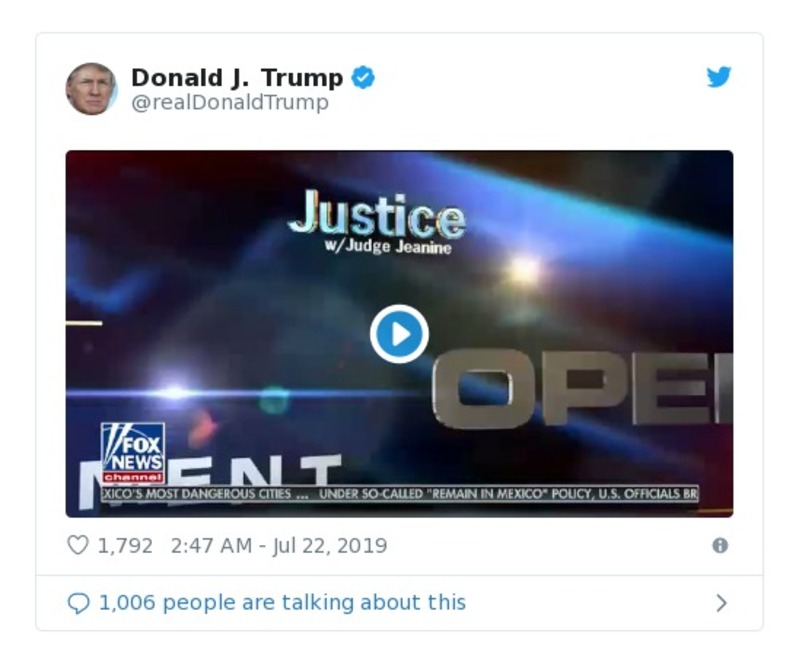 Donald J. Trump
@realDonaldTrump
Justice
w/Judge Jeanine
OPE
FOX
NEWS
channel
MENT
XICO'S MOST DANGEROUS CITIES ... UNDER SO-CALLED "REMAIN IN MEXICO" POLICY, U.S. OFFICIALS BR
1,792 2:47 AM - Jul 22, 2019
1,006 people are talking about this